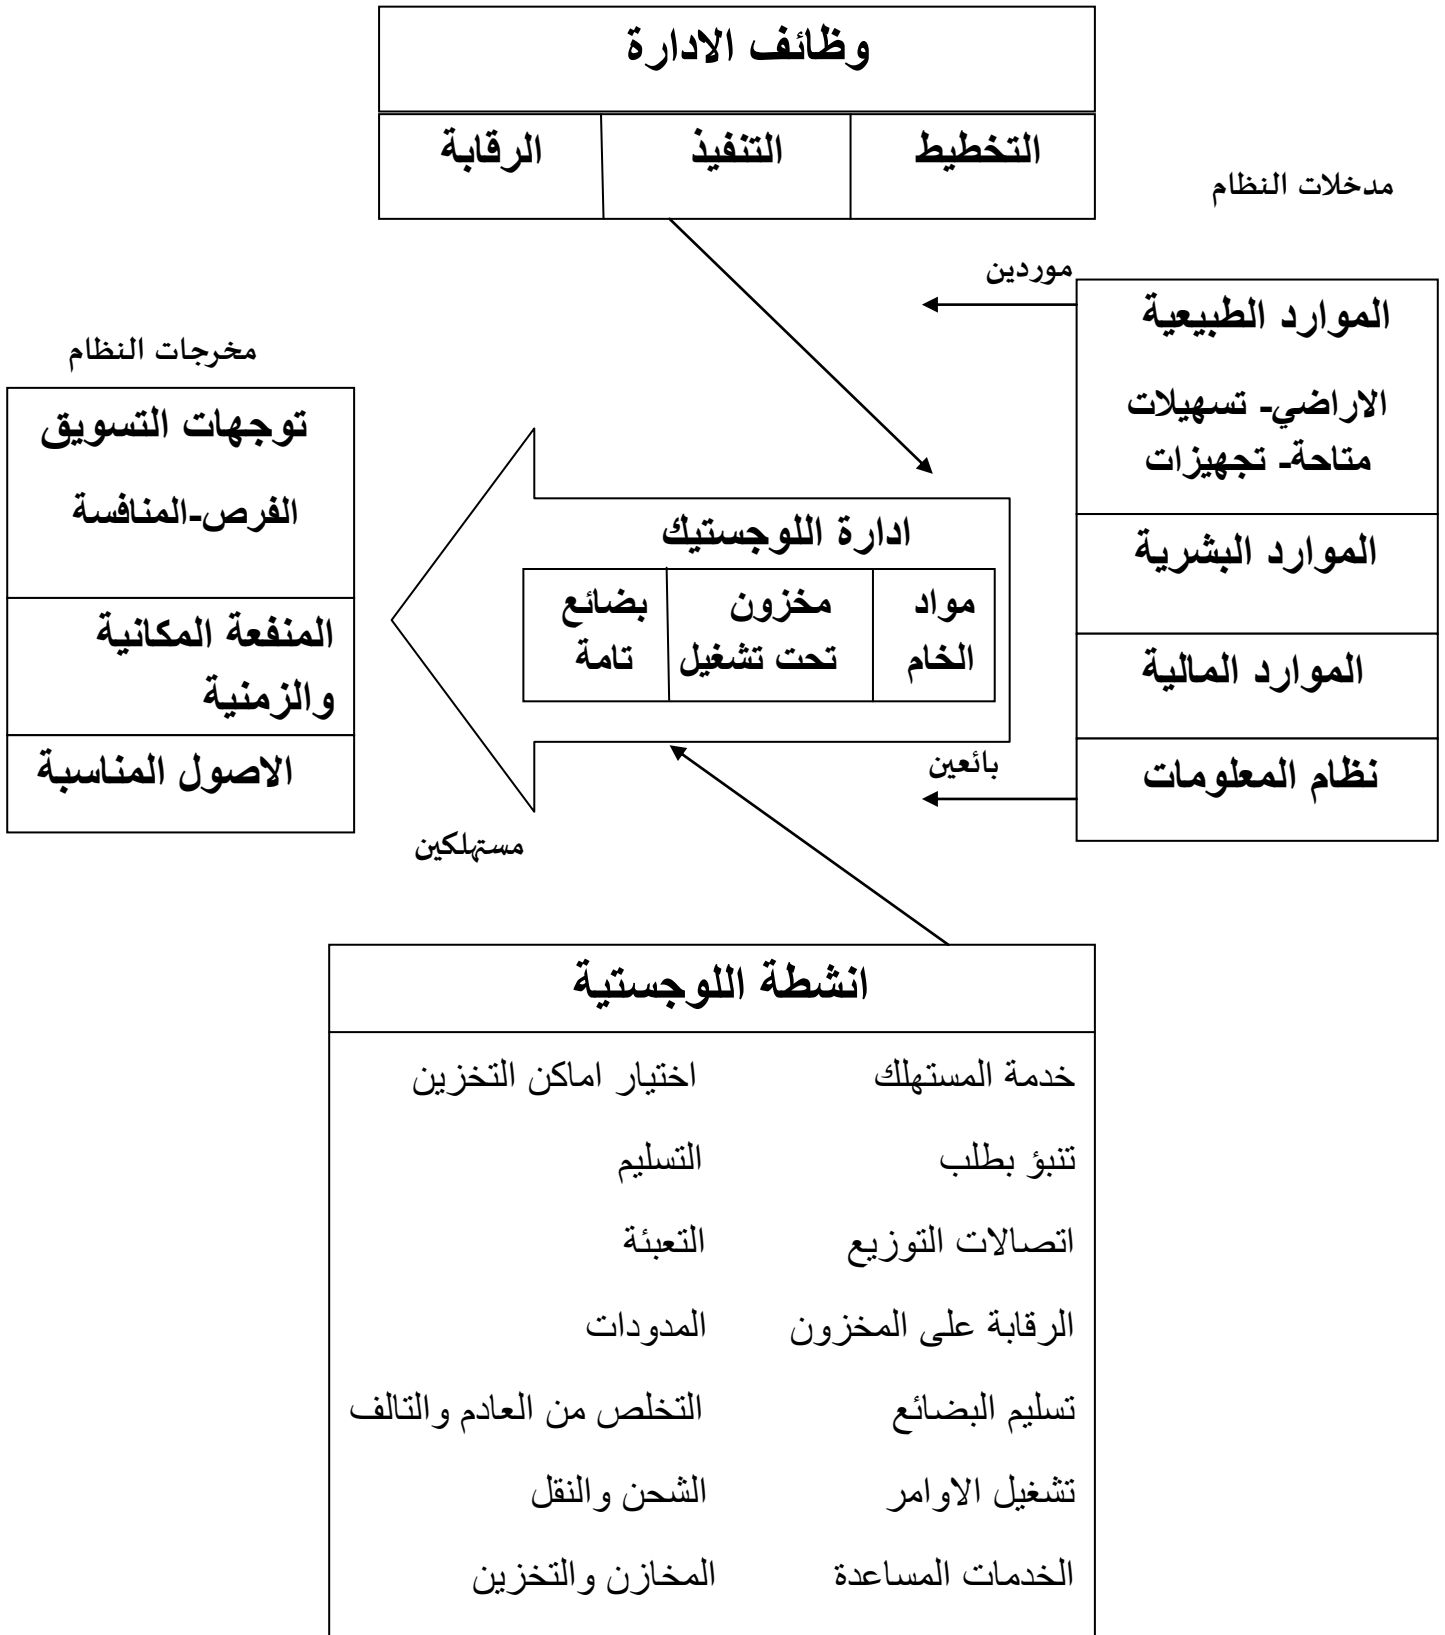 وظائف الادارة
التخطيط
التنفيذ
الرقابة
مدخلات النظام
موردين
الموارد الطبيعية
الاراضي- تسهيلات
متاحة- تجهيزات
الموارد البشرية
الموارد المالية
نظام المعلومات
بائعين
ادارة اللوجستيك
مواد
الخام
مخزون
تحت تشغيل
بضائع
تامة
مخرجات النظام
توجهات التسويق
الفرص-المنافسة
المنفعة المكانية
والزمنية
الاصول المناسبة
مستهلكين
انشطة اللوجستية
خدمة المستهلك
اختيار اماكن التخزين
تنبؤ بطلب
التسليم
اتصالات التوزيع
التعبئة
الرقابة على المخزون
المدودات
تسليم البضائع
التخلص من العادم والتالف
تشغيل الاوامر
الشحن والنقل
الخدمات المساعدة
المخازن والتخزين